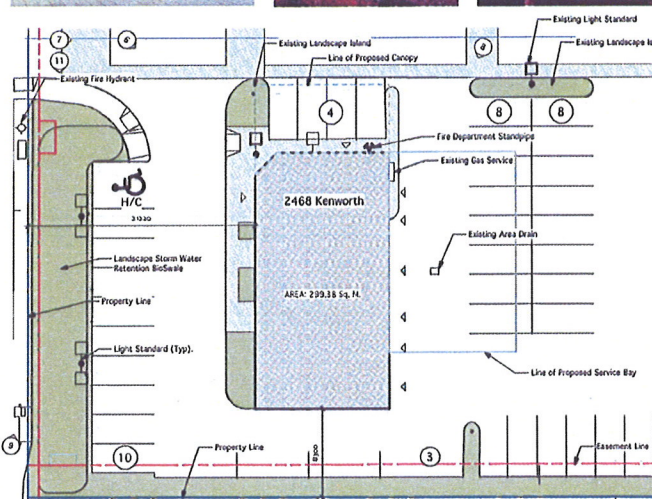 7
6
8
Existing Light Standard
11
Existing Landscape Island
Existing Landscape Is
Line of Proposed Canopy
Existing Fire Hydrant
4
8
8
Fire Department Standpipe
Existing Gas Service
H/C
2468 Kenworth
Existing Area Drain
Landscape Storm Water
Retention BioSwale
AREA: 299.38 Sq. M.
Property Line
Light Standard (Typ).
Line of Proposed Service Bay
9
10
Property Line
3
Easement Line